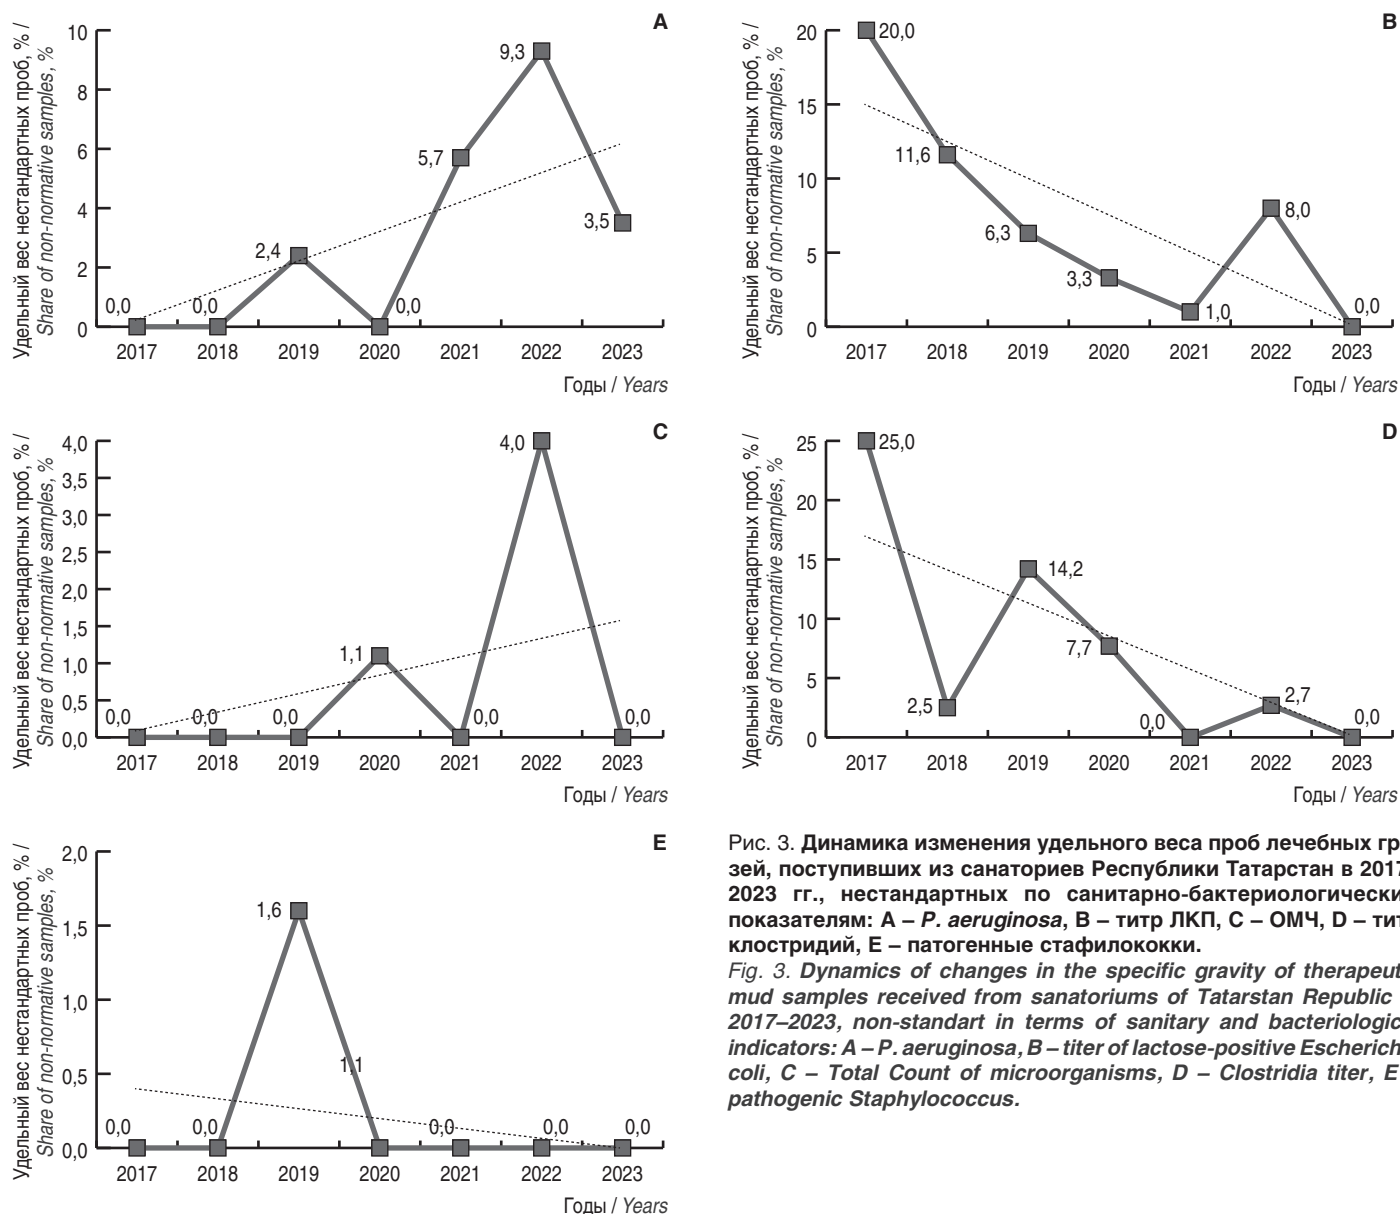 A
Удельный вес нестандартных проб, % /
Share of non-normative samples, %
10
8
6
4
2
0
0,0
0,0
2,4
0,0
5,7
9,3
3,5
2017 2018 2019 2020 2021 2022 2023
Годы / Years
B
Удельный вес нестандартных проб, % /
Share of non-normative samples, %
20
15
10
5
0
20,0
11,6
6,3
3,3
1,0
8,0
0,0
2017 2018 2019 2020 2021 2022 2023
Годы / Years
C
Удельный вес нестандартных проб, % /
Share of non-normative samples, %
4,0
3,5
3,0
2,5
2,0
1,5
1,0
0,5
0,0
0,0
0,0
0,0
1,1
0,0
4,0
0,0
2017 2018 2019 2020 2021 2022 2023
Годы / Years
D
Удельный вес нестандартных проб, % /
Share of non-normative samples, %
25
20
15
10
5
0
25,0
2,5
14,2
7,7
0,0
2,7
0,0
2017 2018 2019 2020 2021 2022 2023
Годы / Years
E
Удельный вес нестандартных проб, % /
Share of non-normative samples, %
2,0
1,5
1,0
0,5
0,0
0,0
0,0
1,6
1,1
0,0
0,0
0,0
2017 2018 2019 2020 2021 2022 2023
Годы / Years
Рис. 3. Динамика изменения удельного веса проб лечебных гр
зей, поступивших из санаториев Республики Татарстан в 2017
2023 гг., нестандартных по санитарно-бактериологически
показателям: A – P. aeruginosa, B – титр ЛКП, C – ОМЧ, D – тит
клостридий, E – патогенные стафилококки.
Fig. 3. Dynamics of changes in the specific gravity of therapeut
mud samples received from sanatoriums of Tatarstan Republic
2017–2023, non-standart in terms of sanitary and bacteriologic
indicators: A – P. aeruginosa, B – titer of lactose-positive Escherich
coli, C – Total Count of microorganisms, D – Clostridia titer, E
pathogenic Staphylococcus.